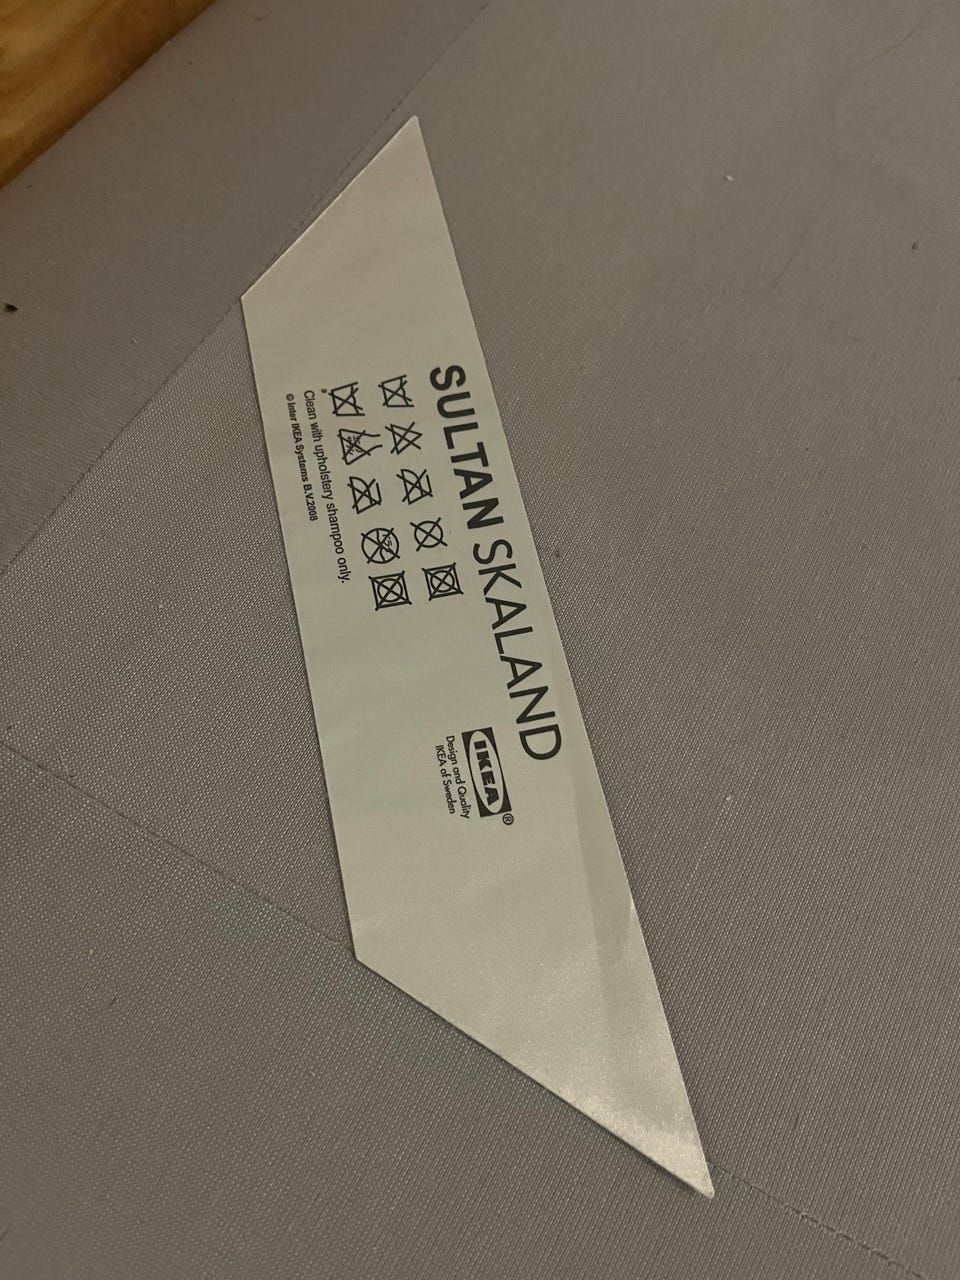 SULTAN SKALAND
Clean with upholstery shampoo only.
© Inter IKEA Systems B.V.2008
IKEA®
Design and Quality
IKEA of Sweden